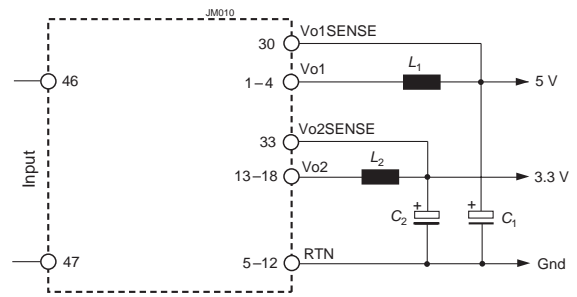 JM010
30 Vo1SENSE
46 1–4 Vo1 L1 5 V
33 Vo2SENSE
Input 13–18 Vo2 L2 3.3 V
+ C2 + C1
47 5–12 RTN Gnd